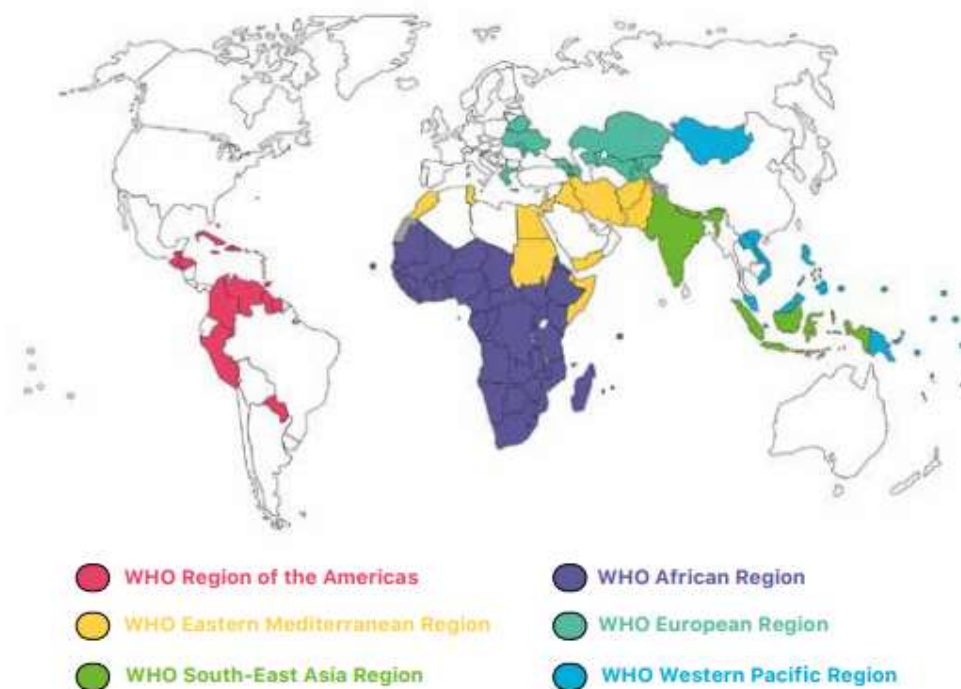 WHO Region of the Americas
WHO African Region
WHO Eastern Mediterranean Region
WHO European Region
WHO South-East Asia Region
WHO Western Pacific Region